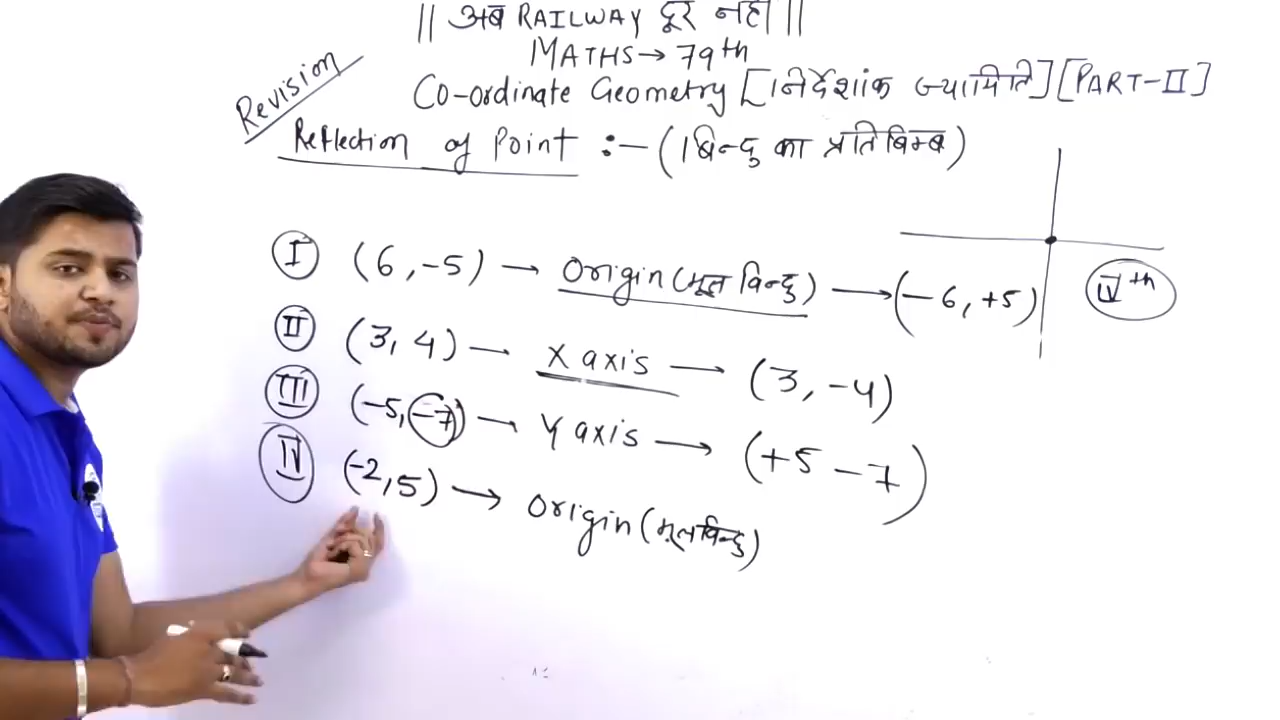 || अब RAILWAY दूर नही ||
MATHS→79th
Revision
Co-ordinate Geometry [निर्देशांक ज्यामिति] [PART-II]
Reflection of Point :- (बिन्दु का प्रतिबिम्ब)
I (6,-5) → Origin (मूल बिन्दु) → (-6,+5)
IVth
II (3,4) → X axis → (3,-4)
III (-5,-7) → Y axis → (+5 -7)
IV (-2,5) → Origin (मूलबिन्दु)